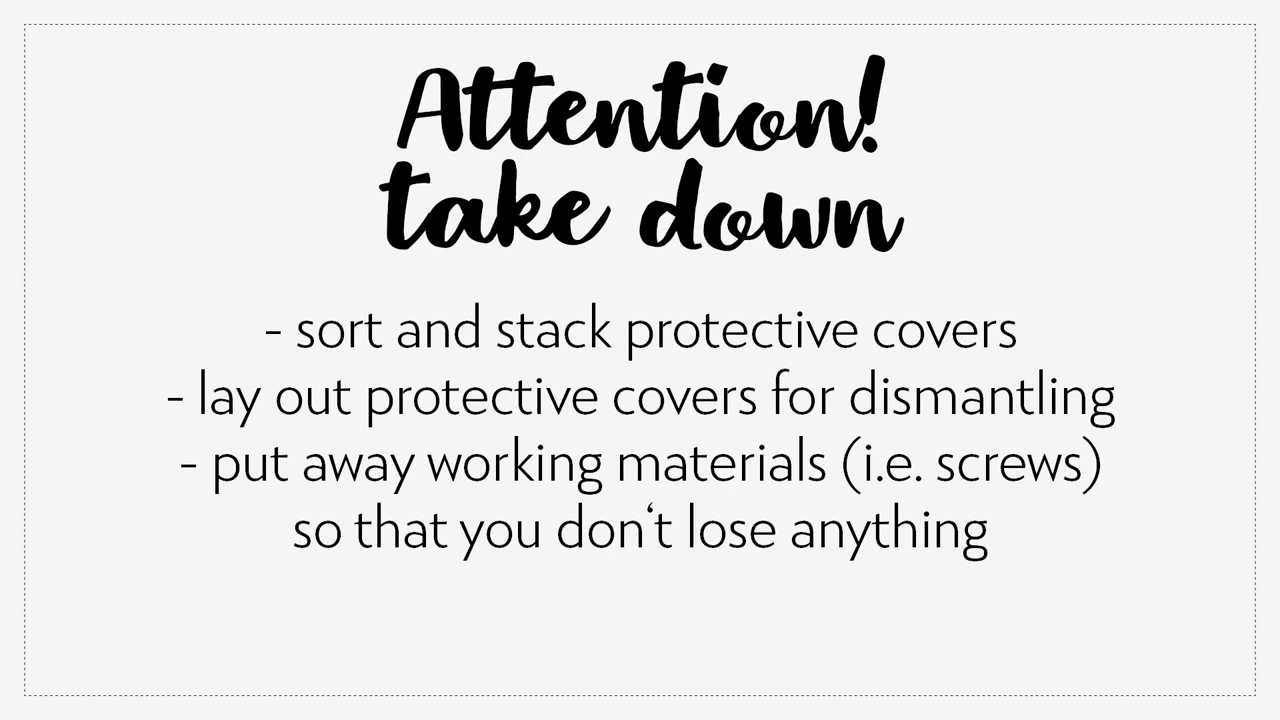 Attention!
take down
- sort and stack protective covers
- lay out protective covers for dismantling
- put away working materials (i.e. screws)
so that you don‘t lose anything